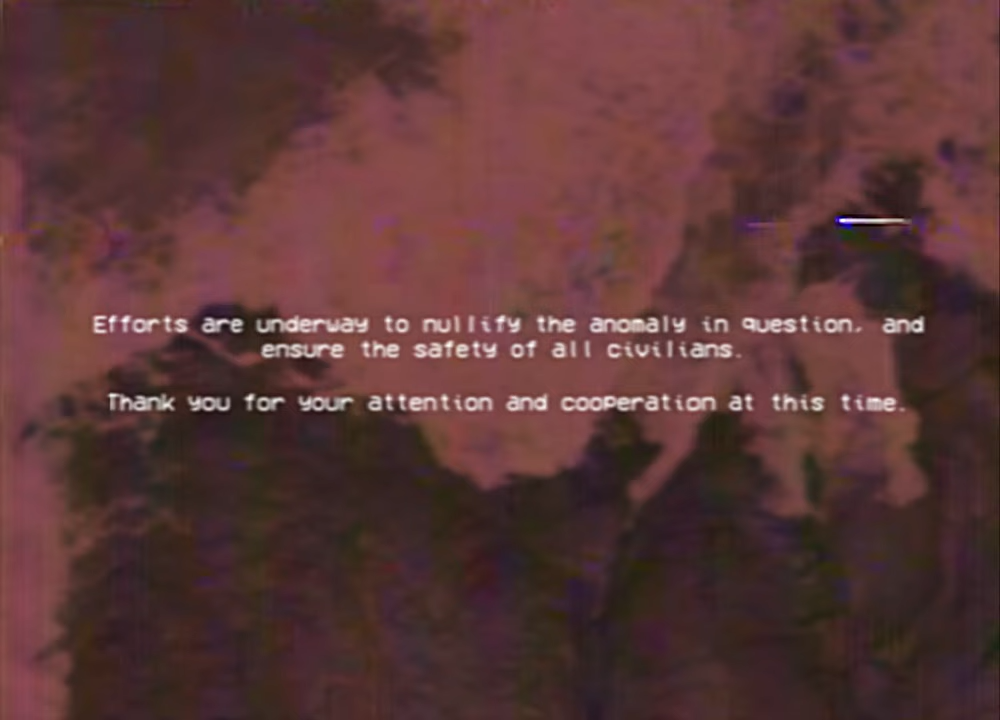 Efforts are underway to nullify the anomaly in question, and
ensure the safety of all civilians.
Thank you for your attention and cooperation at this time.